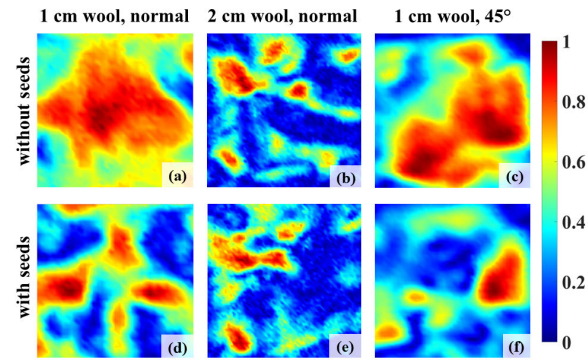 1 cm wool, normal 2 cm wool, normal 1 cm wool, 45°
without seeds
(a) (b) (c)
with seeds
(d) (e) (f)
1
0.8
0.6
0.4
0.2
0